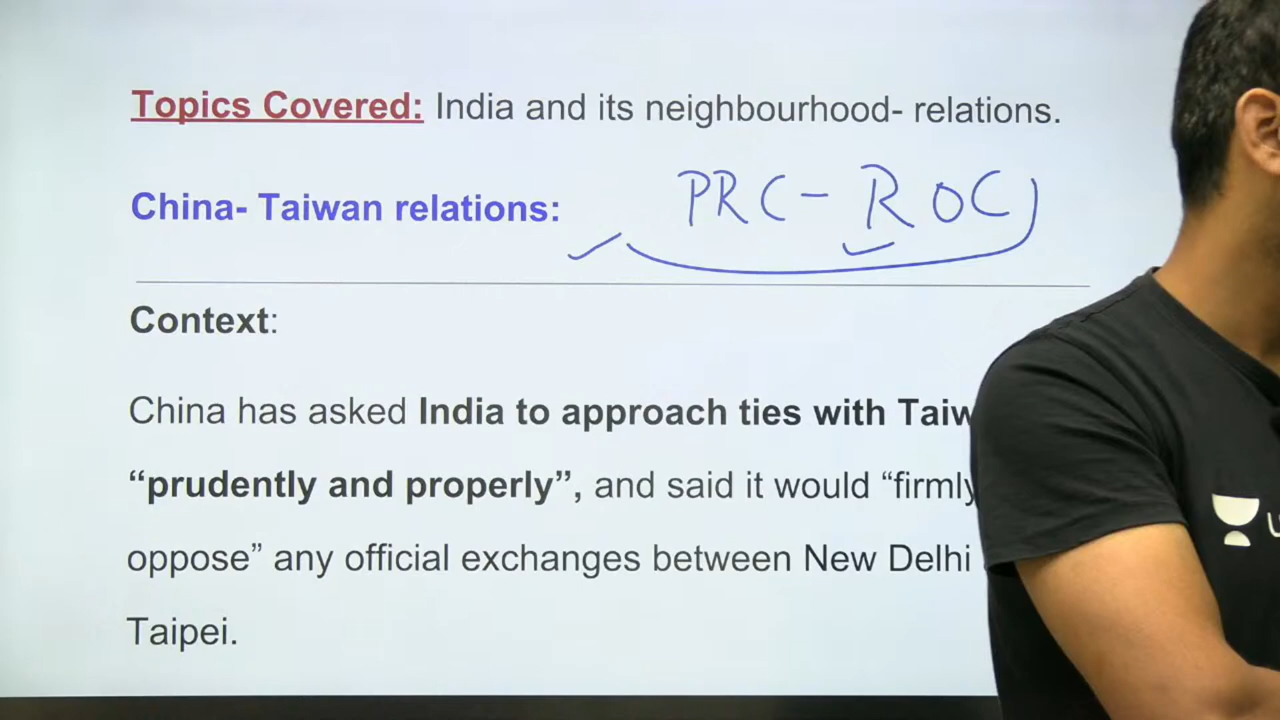 Topics Covered: India and its neighbourhood- relations.
China- Taiwan relations: PRC - ROC
Context:
China has asked India to approach ties with
“prudently and properly”, and said it would “firmly
oppose” any official exchanges between New Delhi
Taipei.